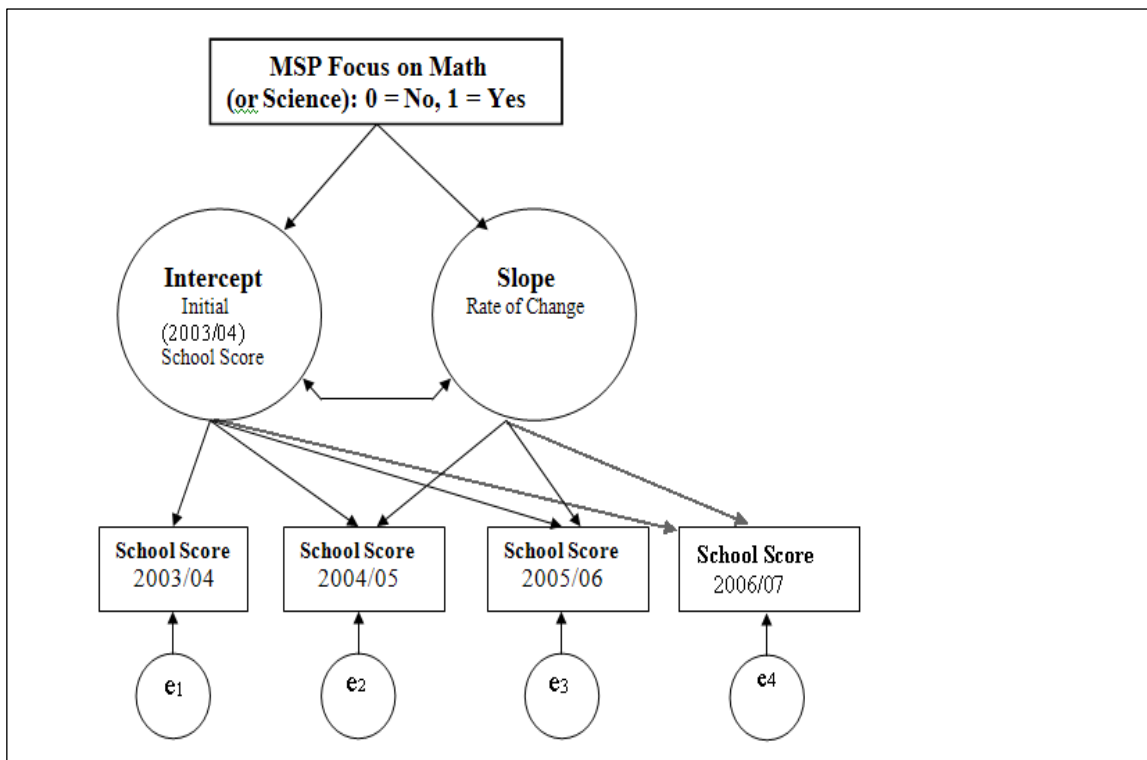 MSP Focus on Math
(or Science): 0 = No, 1 = Yes
Intercept
Initial
(2003/04)
School Score
Slope
Rate of Change
School Score
2003/04
School Score
2004/05
School Score
2005/06
School Score
2006/07
e1
e2
e3
e4